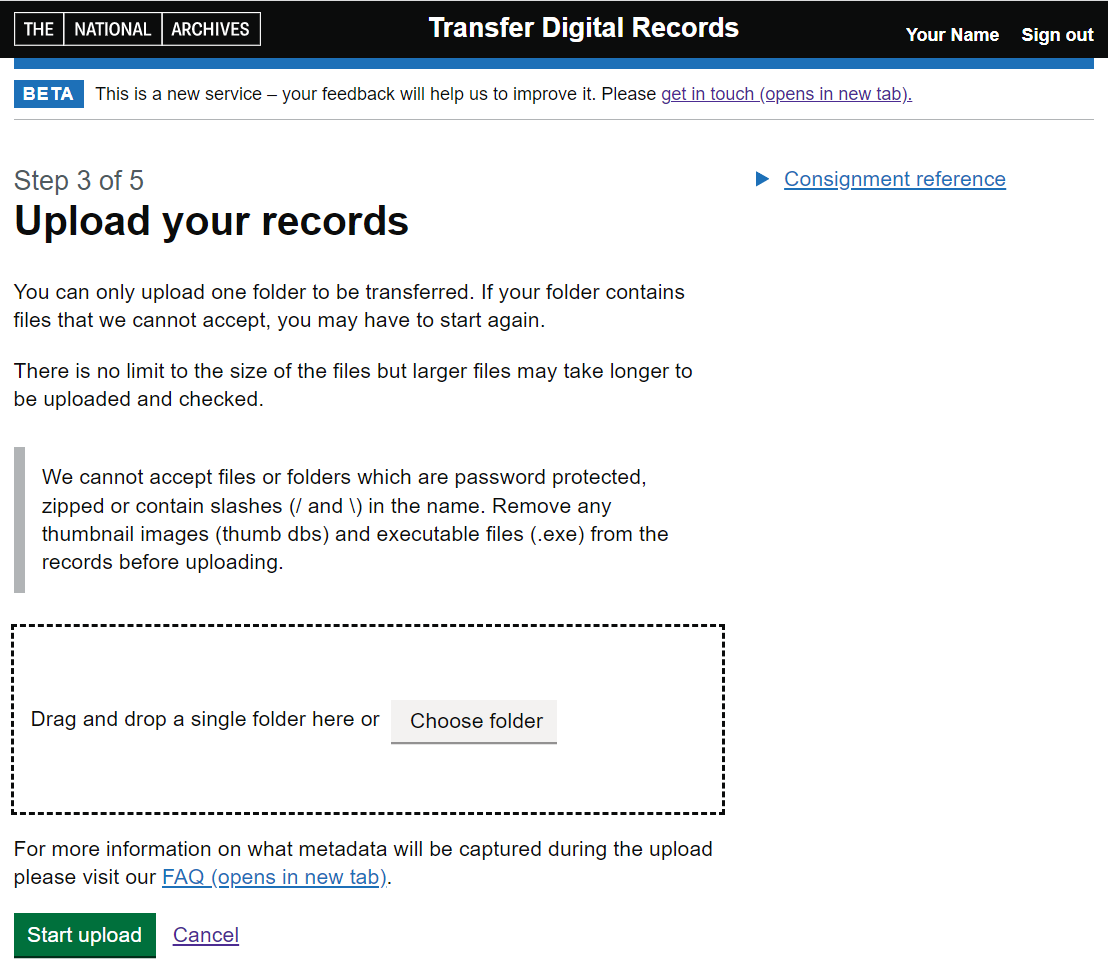 THE NATIONAL ARCHIVES
Transfer Digital Records
Your Name Sign out
BETA This is a new service – your feedback will help us to improve it. Please get in touch (opens in new tab).
Step 3 of 5
Upload your records
Consignment reference
You can only upload one folder to be transferred. If your folder contains
files that we cannot accept, you may have to start again.
There is no limit to the size of the files but larger files may take longer to
be uploaded and checked.
We cannot accept files or folders which are password protected,
zipped or contain slashes (/ and \) in the name. Remove any
thumbnail images (thumb dbs) and executable files (.exe) from the
records before uploading.
Drag and drop a single folder here or Choose folder
For more information on what metadata will be captured during the upload
please visit our FAQ (opens in new tab).
Start upload Cancel